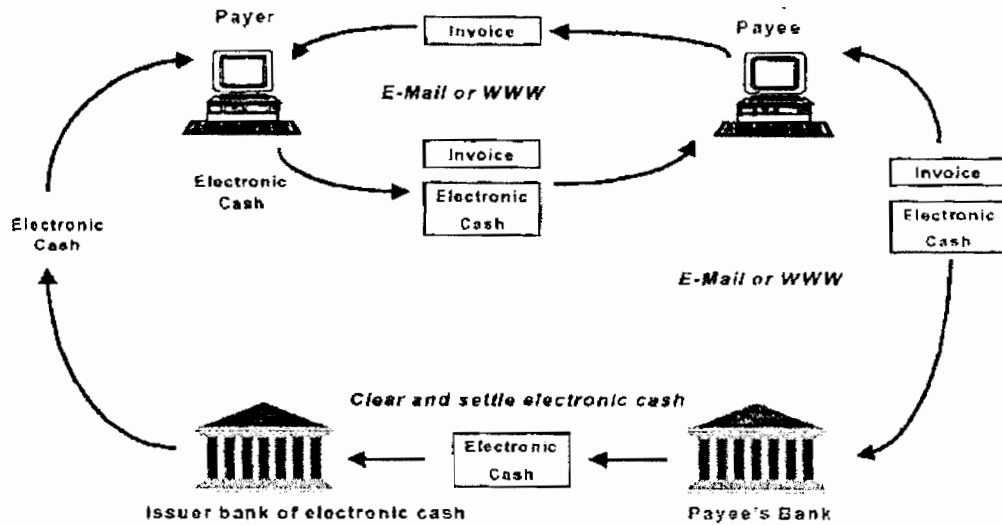 Payer
Invoice
Payee
E-Mail or WWW
Invoice
Electronic
Cash
Electronic
Cash
Invoice
Electronic
Cash
Electronic
Cash
E-Mail or WWW
Clear and settle electronic cash
Electronic
Cash
Issuer bank of electronic cash
Payee's Bank